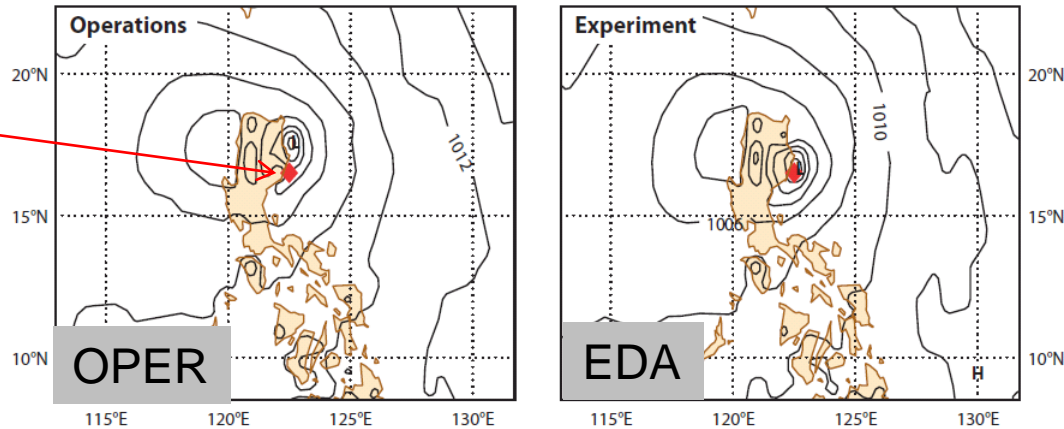 Operations
Experiment
20°N
20°N
1012
1010
L
L
15°N
15°N
1006
10°N
10°N
OPER
EDA
H
115°E
120°E
125°E
130°E
115°E
120°E
125°E
130°E